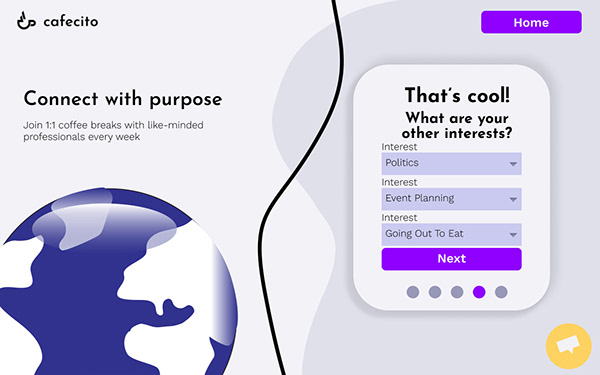 cafecito
Home
Connect with purpose
Join 1:1 coffee breaks with like-minded
professionals every week
That's cool!
What are your
other interests?
Interest
Politics
Interest
Event Planning
Interest
Going Out To Eat
Next